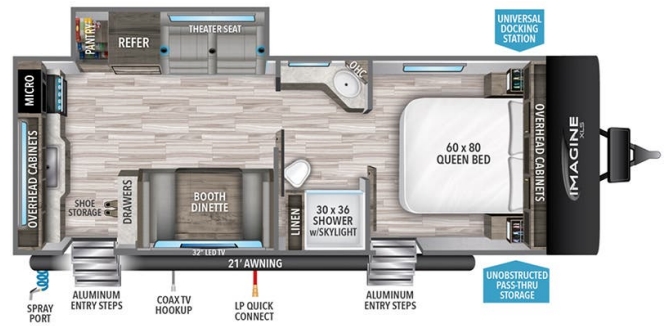 UNIVERSAL
DOCKING
STATION
PANTRY
REFER
THEATER SEAT
OHC
MICRO
OVERHEAD CABINETS
60 x 80
QUEEN BED
OVERHEAD CABINETS
IMAGINE
XLS
SHOE
STORAGE
DRAWERS
BOOTH
DINETTE
LINEN
30 x 36
SHOWER
w/SKYLIGHT
32" LED TV
21' AWNING
SPRAY
PORT
ALUMINUM
ENTRY STEPS
COAX TV
HOOKUP
LP QUICK
CONNECT
ALUMINUM
ENTRY STEPS
UNOBSTRUCTED
PASS-THRU
STORAGE